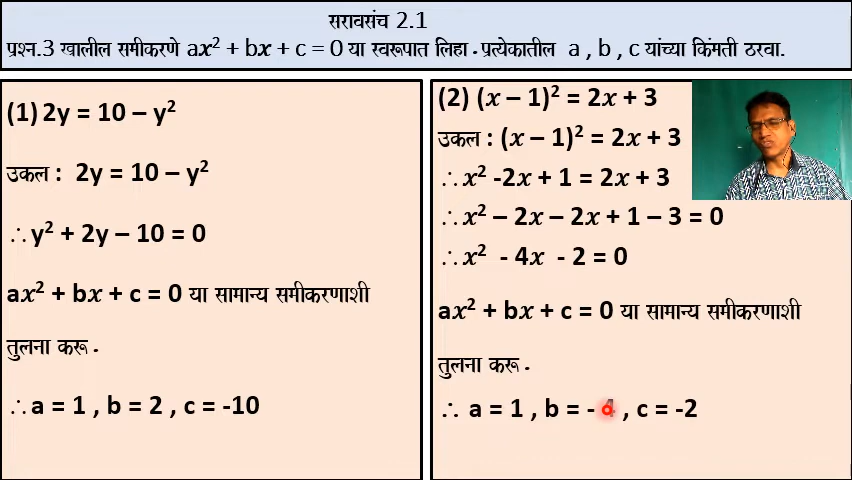 सरावसंच 2.1
प्रश्न.3 खालील समीकरणे ax² + bx + c = 0 या स्वरूपात लिहा . प्रत्येकातील a , b , c यांच्या किंमती ठरवा.
(1) 2y = 10 – y²
उकल : 2y = 10 – y²
∴ y² + 2y – 10 = 0
ax² + bx + c = 0 या सामान्य समीकरणाशी
तुलना करू .
∴ a = 1 , b = 2 , c = -10
(2) (x – 1)² = 2x + 3
उकल : (x – 1)² = 2x + 3
∴ x² -2x + 1 = 2x + 3
∴ x² – 2x – 2x + 1 – 3 = 0
∴ x² - 4x - 2 = 0
ax² + bx + c = 0 या सामान्य समीकरणाशी
तुलना करू .
∴ a = 1 , b = - 4 , c = -2